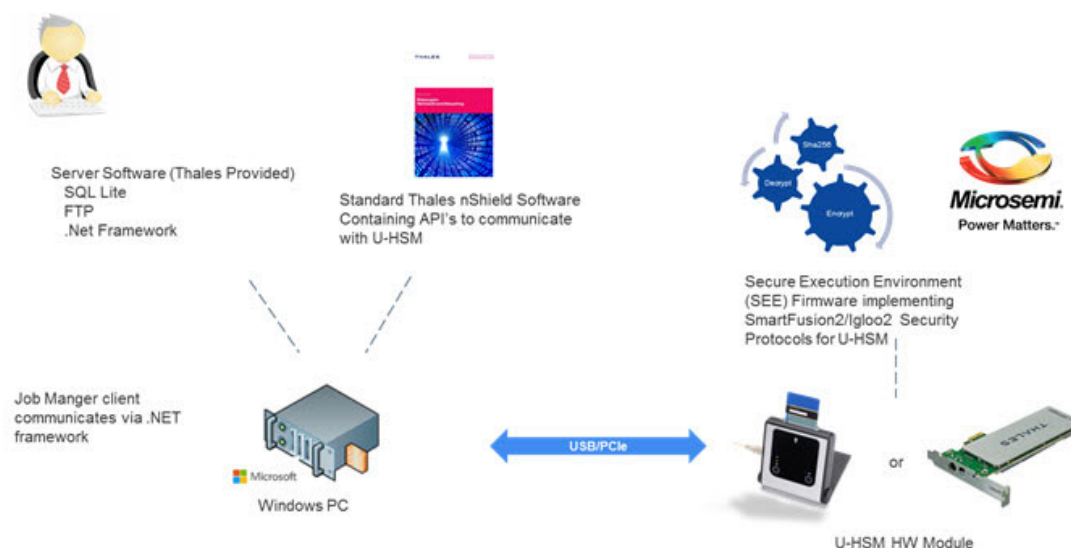 THALES
Server Software (Thales Provided)
SQL Lite
FTP
.Net Framework
Standard Thales nShield Software
Containing API's to communicate
with U-HSM
Sha256
Decrypt
Encrypt
Microsemi.
Power Matters.™
Secure Execution Environment
(SEE) Firmware implementing
SmartFusion2/Igloo2 Security
Protocols for U-HSM
Job Manger client
communicates via .NET
framework
Microsoft
Windows PC
USB/PCIe
or
THALES
U-HSM HW Module